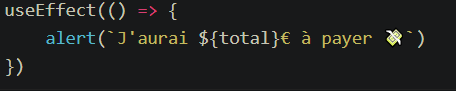 useEffect(() => {
    alert(`J'aurai ${total}€ à payer 💸`)
})